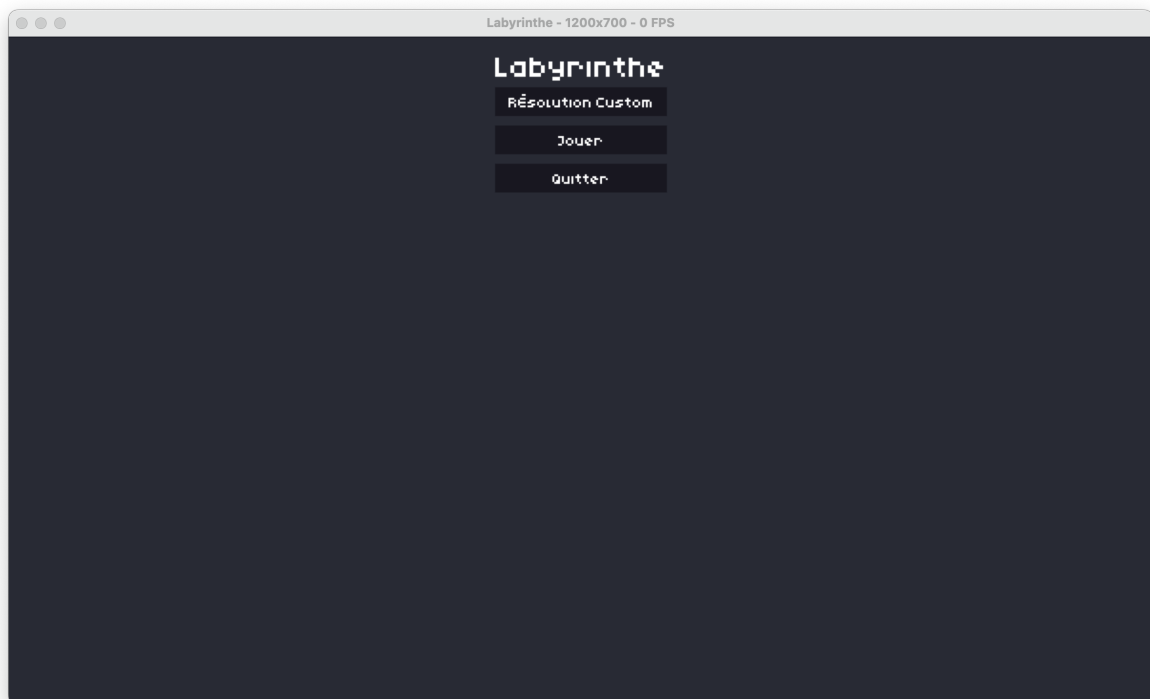 Labyrinthe - 1200x700 - 0 FPS
Labyrinthe
RÉsolution Custom
Jouer
Quitter